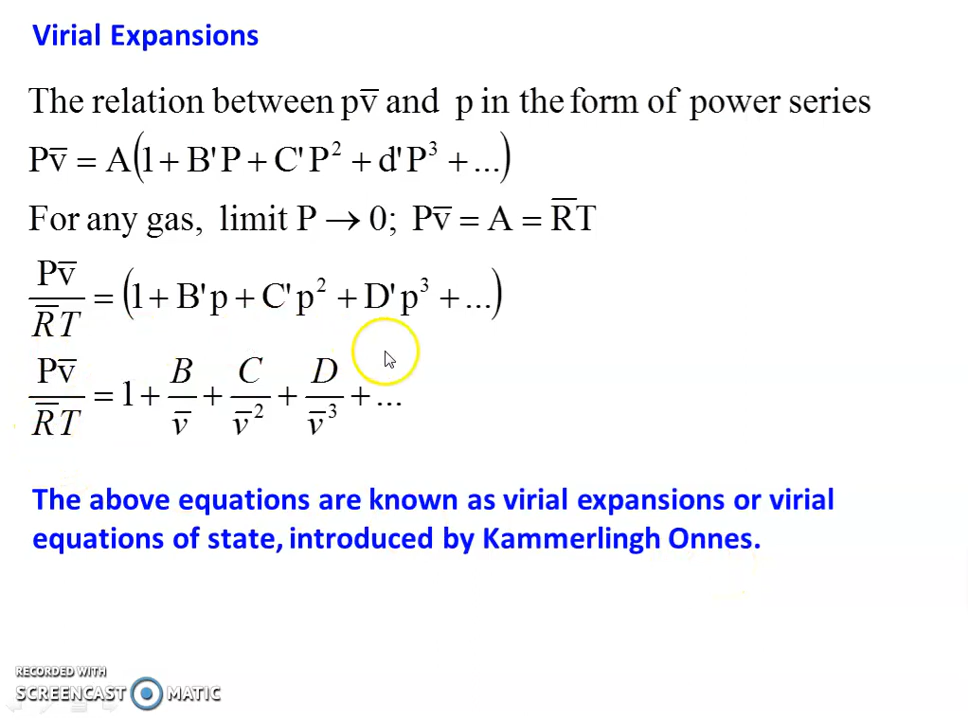 Virial Expansions
The relation between pv̅ and p in the form of power series
Pv̅ = A(1 + B'P + C'P² + d'P³ + ...)
For any gas, limit P → 0; Pv̅ = A = R̅T
Pv̅/R̅T = (1 + B'p + C'p² + D'p³ + ...)
Pv̅/R̅T = 1 + B/v̅ + C/v̅² + D/v̅³ + ...
The above equations are known as virial expansions or virial
equations of state, introduced by Kammerlingh Onnes.
RECORDED WITH
SCREENCAST MATIC